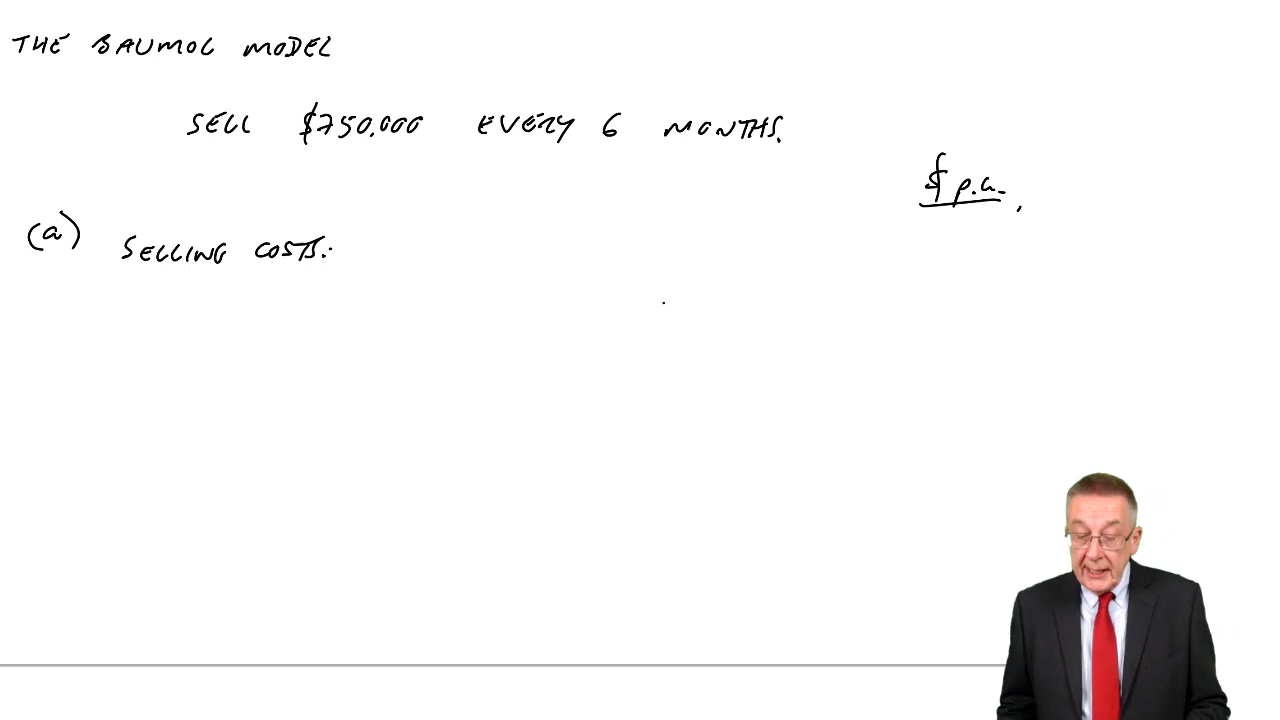 THE BAUMOL MODEL
SELL $750,000 EVERY 6 MONTHS.
$ p.a.
(a) SELLING COSTS: